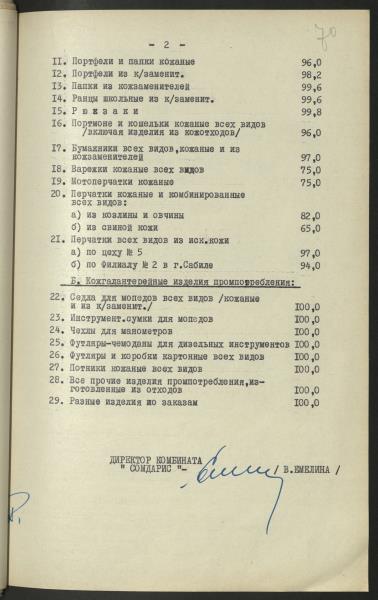 70
- 2 -
II. Портфели и папки кожаные 96,0
I2. Портфели из к/заменит. 98,2
I3. Папки из кожзаменителей 99,6
I4. Ранцы школьные из к/заменит. 99,6
I5. Р ю к з а к и 99,8
I6. Портмоне и кошельки кожаные всех видов
/включая изделия из кожотходов/ 96,0
I7. Бумажники всех видов,кожаные и из
кожзаменителей 97,0
I8. Варежки кожаные всех видов 75,0
I9. Мотоперчатки кожаные 75,0
20. Перчатки кожаные и комбинированные
всех видов:
а) из козлины и овчины 82,0
б) из свиной кожи 65,0
2I. Перчатки всех видов из иск.кожи
а) по цеху № 5 97,0
б) по Филиалу № 2 в г.Сабиле 94,0
Б. Кожгалантерейные изделия промпотребления:
22. Седла для мопедов всех видов /кожаные
и из к/заменит./ I00,0
23. Инструмент.сумки для мопедов I00,0
24. Чехлы для манометров I00,0
25. Футляры-чемоданы для дизельных инструментов I00,0
26. Футляры и коробки картонные всех видов I00,0
27. Потники кожаные всех видов I00,0
28. Все прочие изделия промпотребления,из-
готовленные из отходов I00,0
29. Разные изделия по заказам I00,0
ДИРЕКТОР КОМБИНАТА
" СОМДАРИС "- / В.ЕМЕЛИНА /